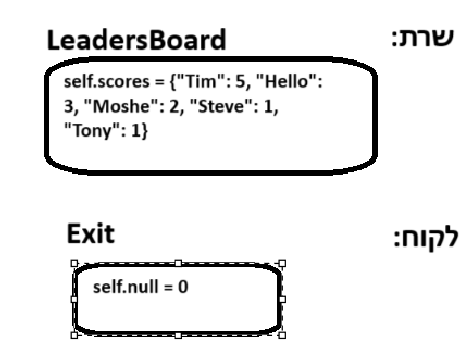 שרת:
LeadersBoard
self.scores = {"Tim": 5, "Hello":
3, "Moshe": 2, "Steve": 1,
"Tony": 1}
לקוח:
Exit
self.null = 0